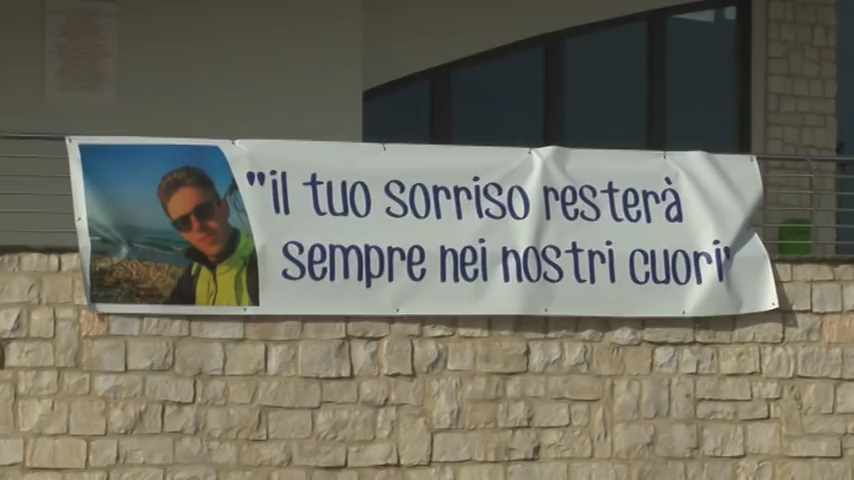 "il tuo sorriso resterà
sempre nei nostri cuori"